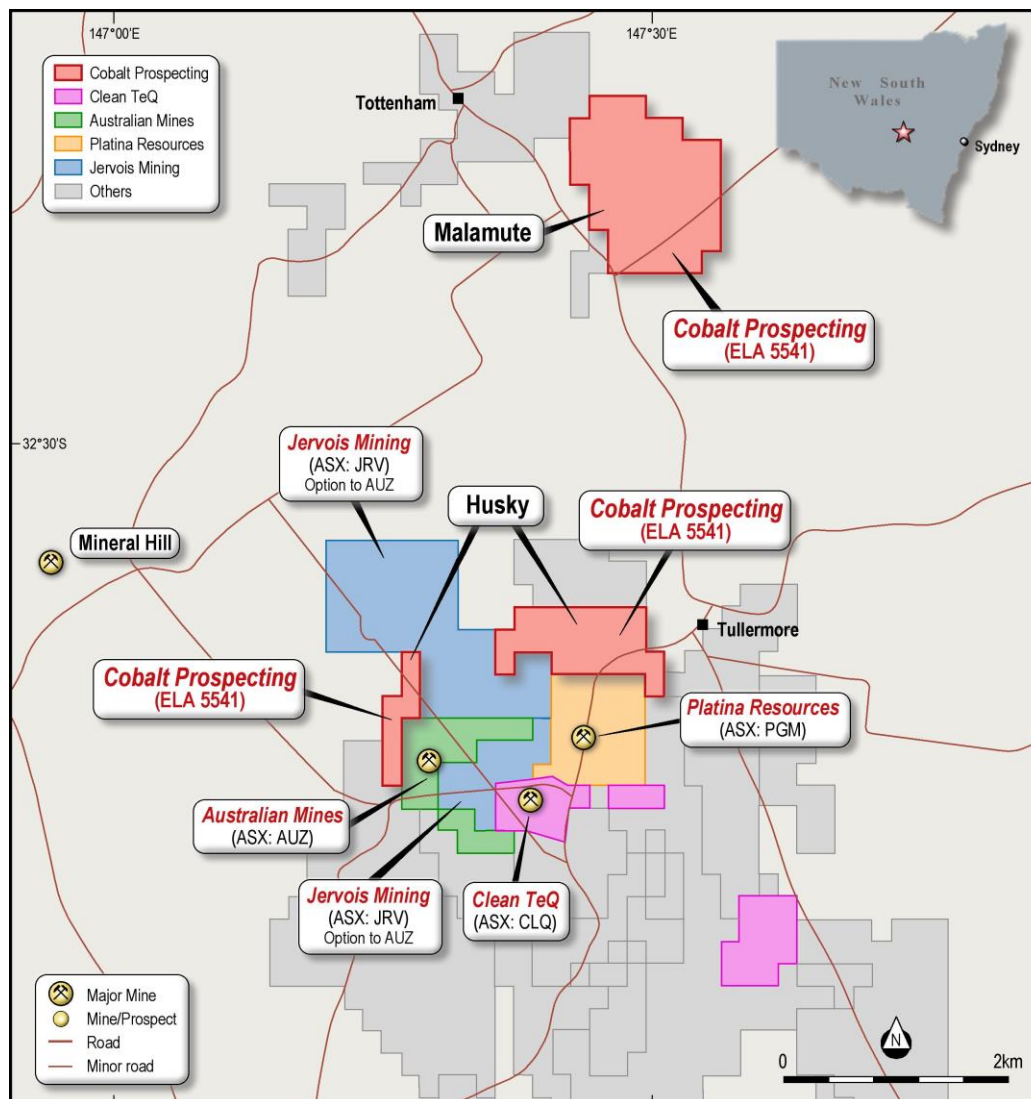 147°00'E
147°30'E
Cobalt Prospecting
Clean TeQ
Australian Mines
Platina Resources
Jervois Mining
Others
New South
Wales
Sydney
Tottenham
Malamute
Cobalt Prospecting
(ELA 5541)
32°30'S
Jervois Mining
(ASX: JRV)
Option to AUZ
Husky
Cobalt Prospecting
(ELA 5541)
Mineral Hill
Tullermore
Cobalt Prospecting
(ELA 5541)
Platina Resources
(ASX: PGM)
Australian Mines
(ASX: AUZ)
Jervois Mining
(ASX: JRV)
Option to AUZ
Clean TeQ
(ASX: CLQ)
Major Mine
Mine/Prospect
Road
Minor road
N
0 2km